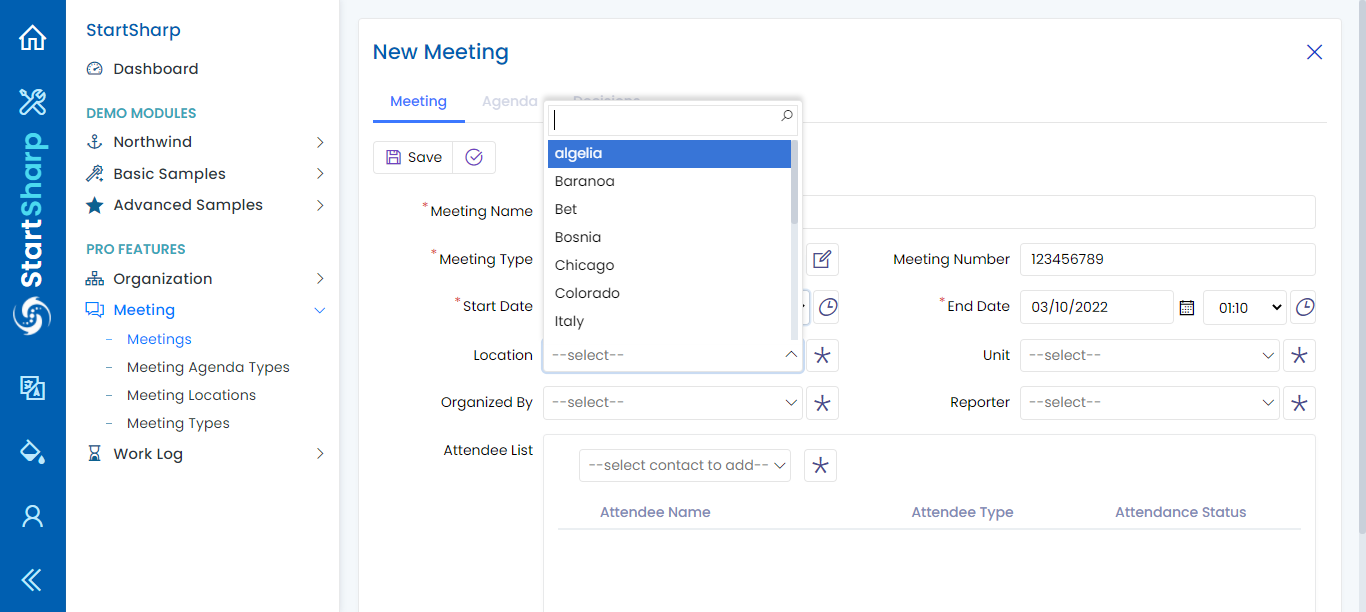 StartSharp
StartSharp
Dashboard
DEMO MODULES
Northwind
Basic Samples
Advanced Samples
PRO FEATURES
Organization
Meeting
Meetings
Meeting Agenda Types
Meeting Locations
Meeting Types
Work Log
New Meeting
Meeting
Agenda
Decisions
Save
*Meeting Name
*Meeting Type
Meeting Number
123456789
*Start Date
*End Date
03/10/2022
01:10
algelia
Baranoa
Bet
Bosnia
Chicago
Colorado
Italy
Location
--select--
Unit
--select--
Organized By
--select--
Reporter
--select--
Attendee List
--select contact to add--
Attendee Name
Attendee Type
Attendance Status